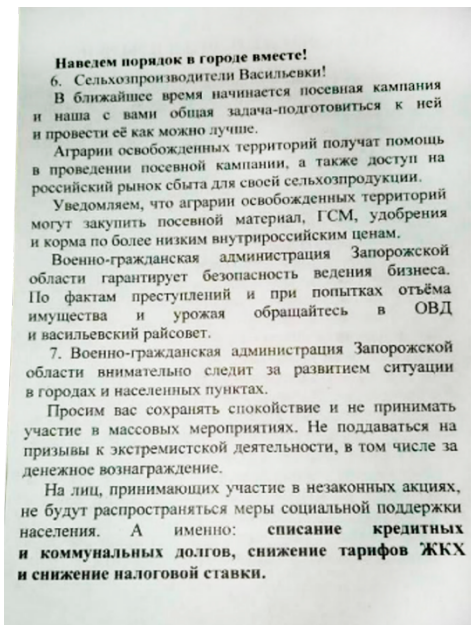 Наведем порядок в городе вместе!
6. Сельхозпроизводители Васильевки!
В ближайшее время начинается посевная кампания
и наша с вами общая задача-подготовиться к ней
и провести её как можно лучше.
Аграрии освобожденных территорий получат помощь
в проведении посевной кампании, а также доступ на
российский рынок сбыта для своей сельхозпродукции.
Уведомляем, что аграрии освобожденных территорий
могут закупить посевной материал, ГСМ, удобрения
и корма по более низким внутрироссийским ценам.
Военно-гражданская администрация Запорожской
области гарантирует безопасность ведения бизнеса.
По фактам преступлений и при попытках отъёма
имущества и урожая обращайтесь в ОВД
и васильевский райсовет.
7. Военно-гражданская администрация Запорожской
области внимательно следит за развитием ситуации
в городах и населенных пунктах.
Просим вас сохранять спокойствие и не принимать
участие в массовых мероприятиях. Не поддаваться на
призывы к экстремистской деятельности, в том числе за
денежное вознаграждение.
На лиц, принимающих участие в незаконных акциях,
не будут распространяться меры социальной поддержки
населения. А именно: списание кредитных
и коммунальных долгов, снижение тарифов ЖКХ
и снижение налоговой ставки.